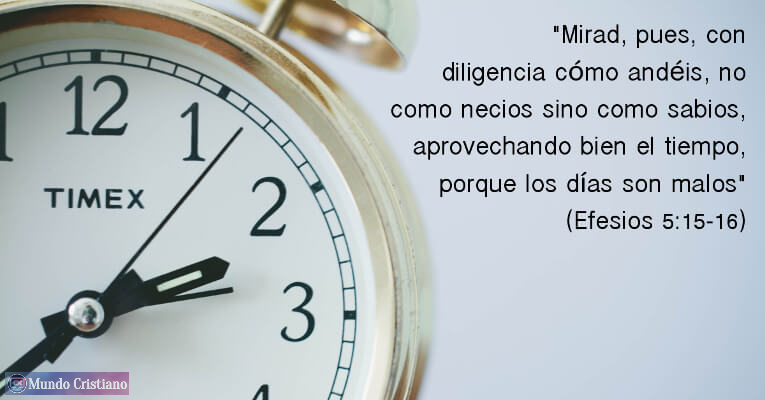 "Mirad, pues, con
diligencia cómo andéis, no
como necios sino como sabios,
aprovechando bien el tiempo,
porque los días son malos"
(Efesios 5:15-16)
12
1
2
3
TIMEX
Mundo Cristiano